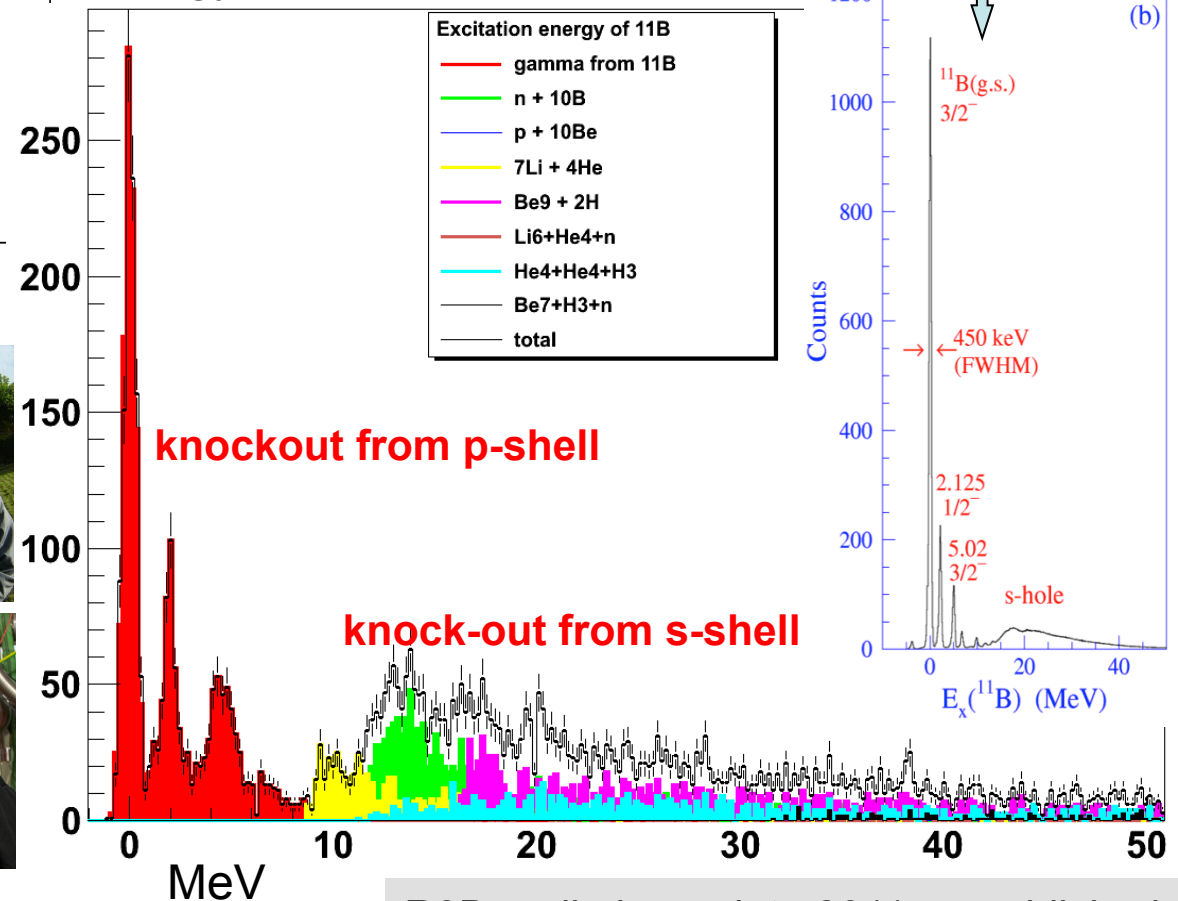 Excitation energy of 11B
gamma from 11B
n + 10B
p + 10Be
7Li + 4He
Be9 + 2H
Li6+He4+n
He4+He4+H3
Be7+H3+n
total
250
200
150
100
50
0
knockout from p-shell
knock-out from s-shell
0 10 20 30 40 50
MeV
(b)
1000
800
600
400
200
0
Counts
¹¹B(g.s.)
3/2⁻
450 keV
(FWHM)
2.125
1/2⁻
5.02
3/2⁻
s-hole
0 20 40
Eₓ(¹¹B) (MeV)